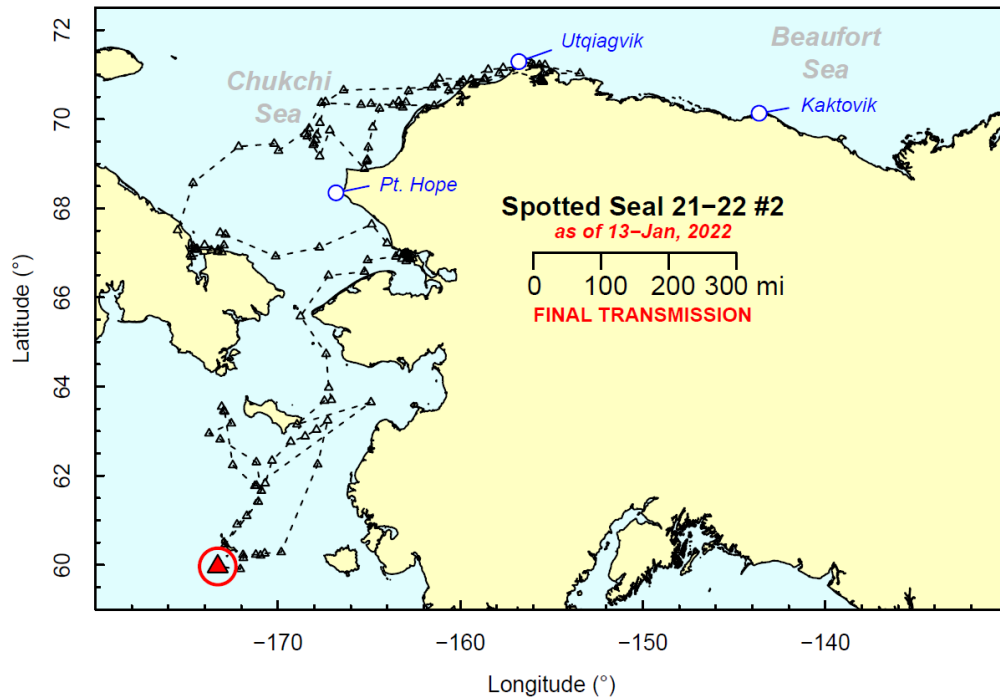 72
70
68
66
64
62
60
Latitude (°)
Chukchi
Sea
Utqiagvik
Beaufort
Sea
Kaktovik
Pt. Hope
Spotted Seal 21−22 #2
as of 13−Jan, 2022
0 100 200 300 mi
FINAL TRANSMISSION
−170 −160 −150 −140
Longitude (°)